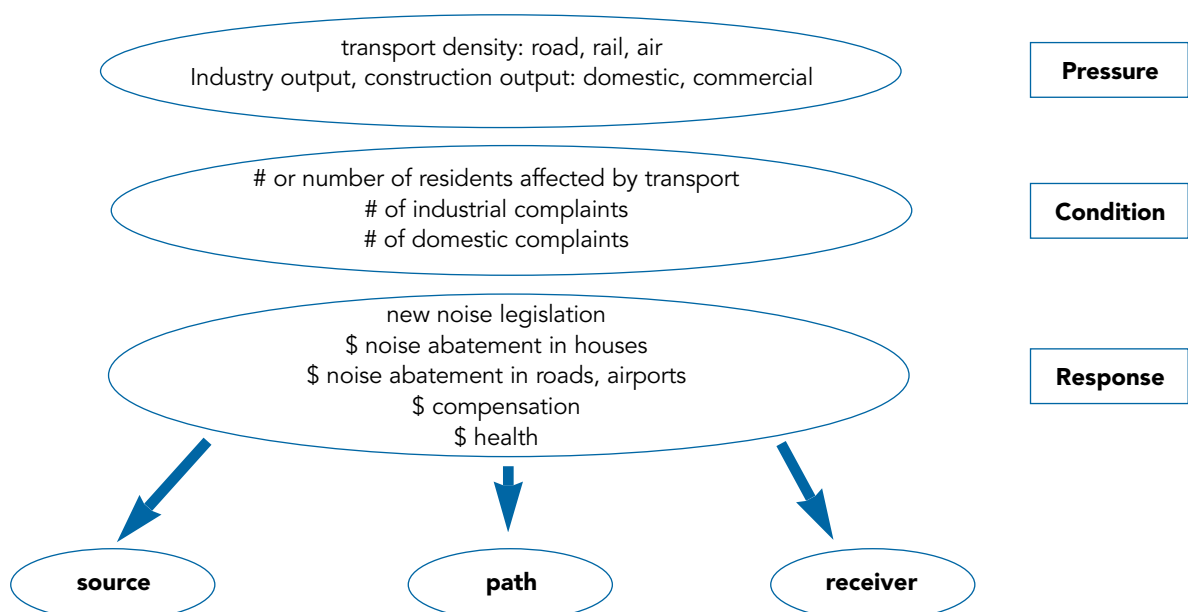 transport density: road, rail, air
Industry output, construction output: domestic, commercial
Pressure
# or number of residents affected by transport
# of industrial complaints
# of domestic complaints
Condition
new noise legislation
$ noise abatement in houses
$ noise abatement in roads, airports
$ compensation
$ health
Response
source
path
receiver